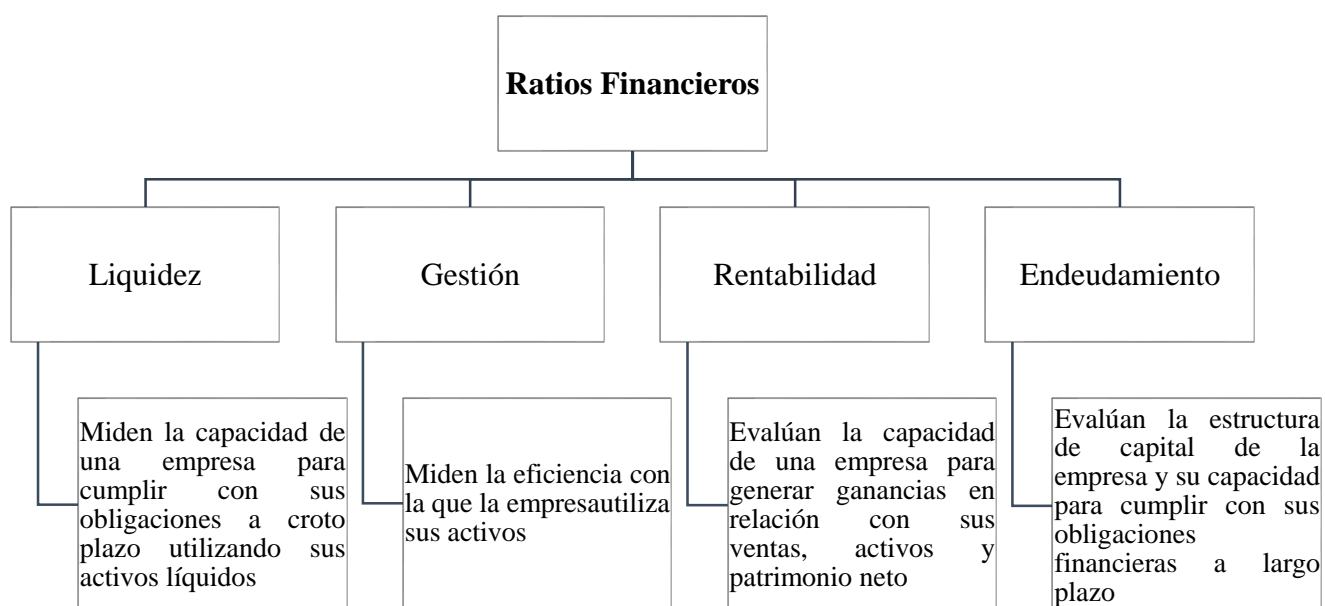 Ratios Financieros
Liquidez
Gestión
Rentabilidad
Endeudamiento
Miden la capacidad de
una empresa para
cumplir con sus
obligaciones a croto
plazo utilizando sus
activos líquidos
Miden la eficiencia con
la que la empresautiliza
sus activos
Evalúan la capacidad
de una empresa para
generar ganancias en
relación con sus
ventas, activos y
patrimonio neto
Evalúan la estructura
de capital de la
empresa y su capacidad
para cumplir con sus
obligaciones
financieras a largo
plazo